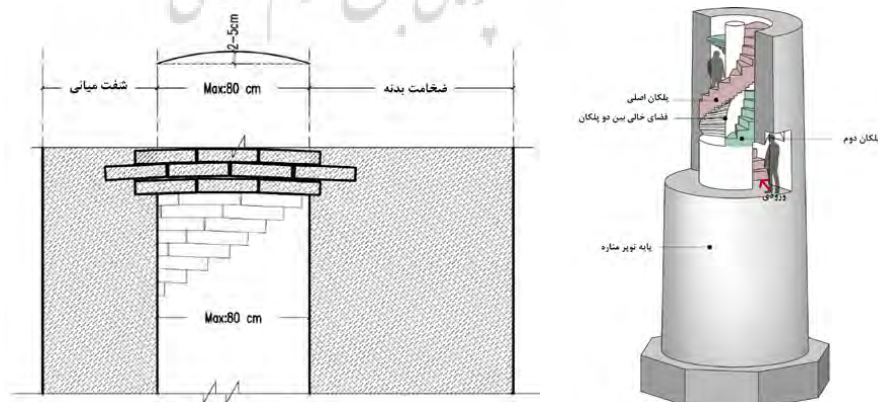 2-5cm
شفت میانی
Max:80 cm
ضخامت بدنه
Max:80 cm
پلکان اصلی
فضای خالی بین دو پلکان
پلکان دوم
ورودی
پایه توپر مناره